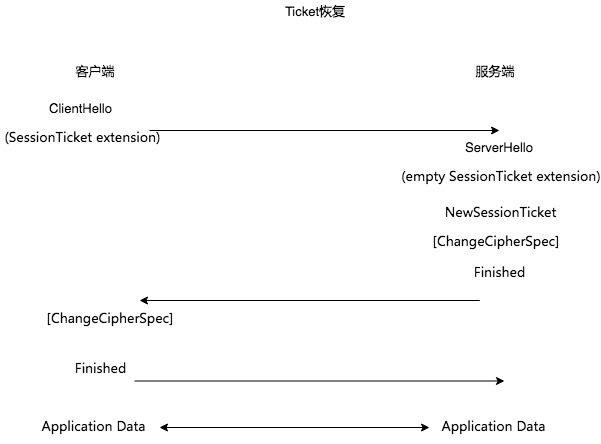 Ticket恢复
客户端
服务端
ClientHello
(SessionTicket extension)
ServerHello
(empty SessionTicket extension)
NewSessionTicket
[ChangeCipherSpec]
Finished
[ChangeCipherSpec]
Finished
Application Data
Application Data